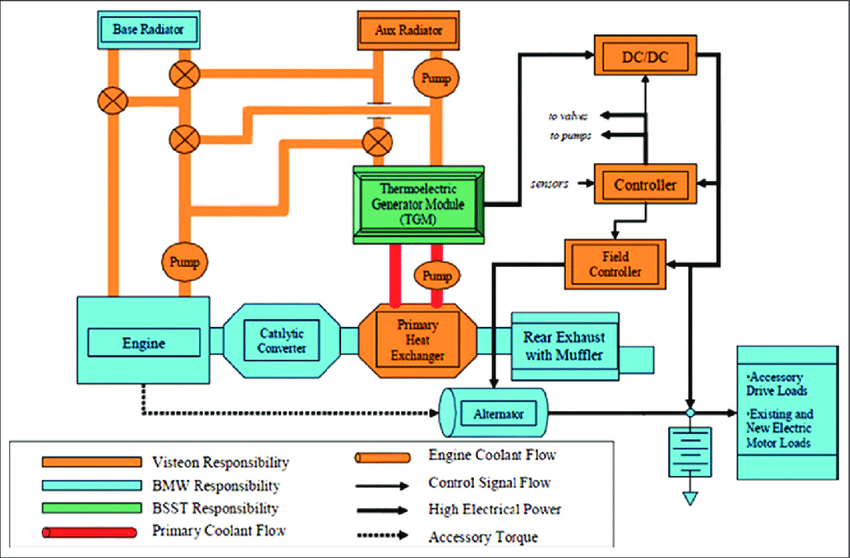 Base Radiator
Aux Radiator
DC/DC
Pump
to valves
to pumps
sensors
Controller
Thermoelectric
Generator Module
(TGM)
Pump
Pump
Field
Controller
Engine
Catalytic
Converter
Primary
Heat
Exchanger
Rear Exhaust
with Muffler
Alternator
•Accessory
Drive Loads
•Existing and
New Electric
Motor Loads
Visteon Responsibility
BMW Responsibility
BSST Responsibility
Primary Coolant Flow
Engine Coolant Flow
Control Signal Flow
High Electrical Power
Accessory Torque